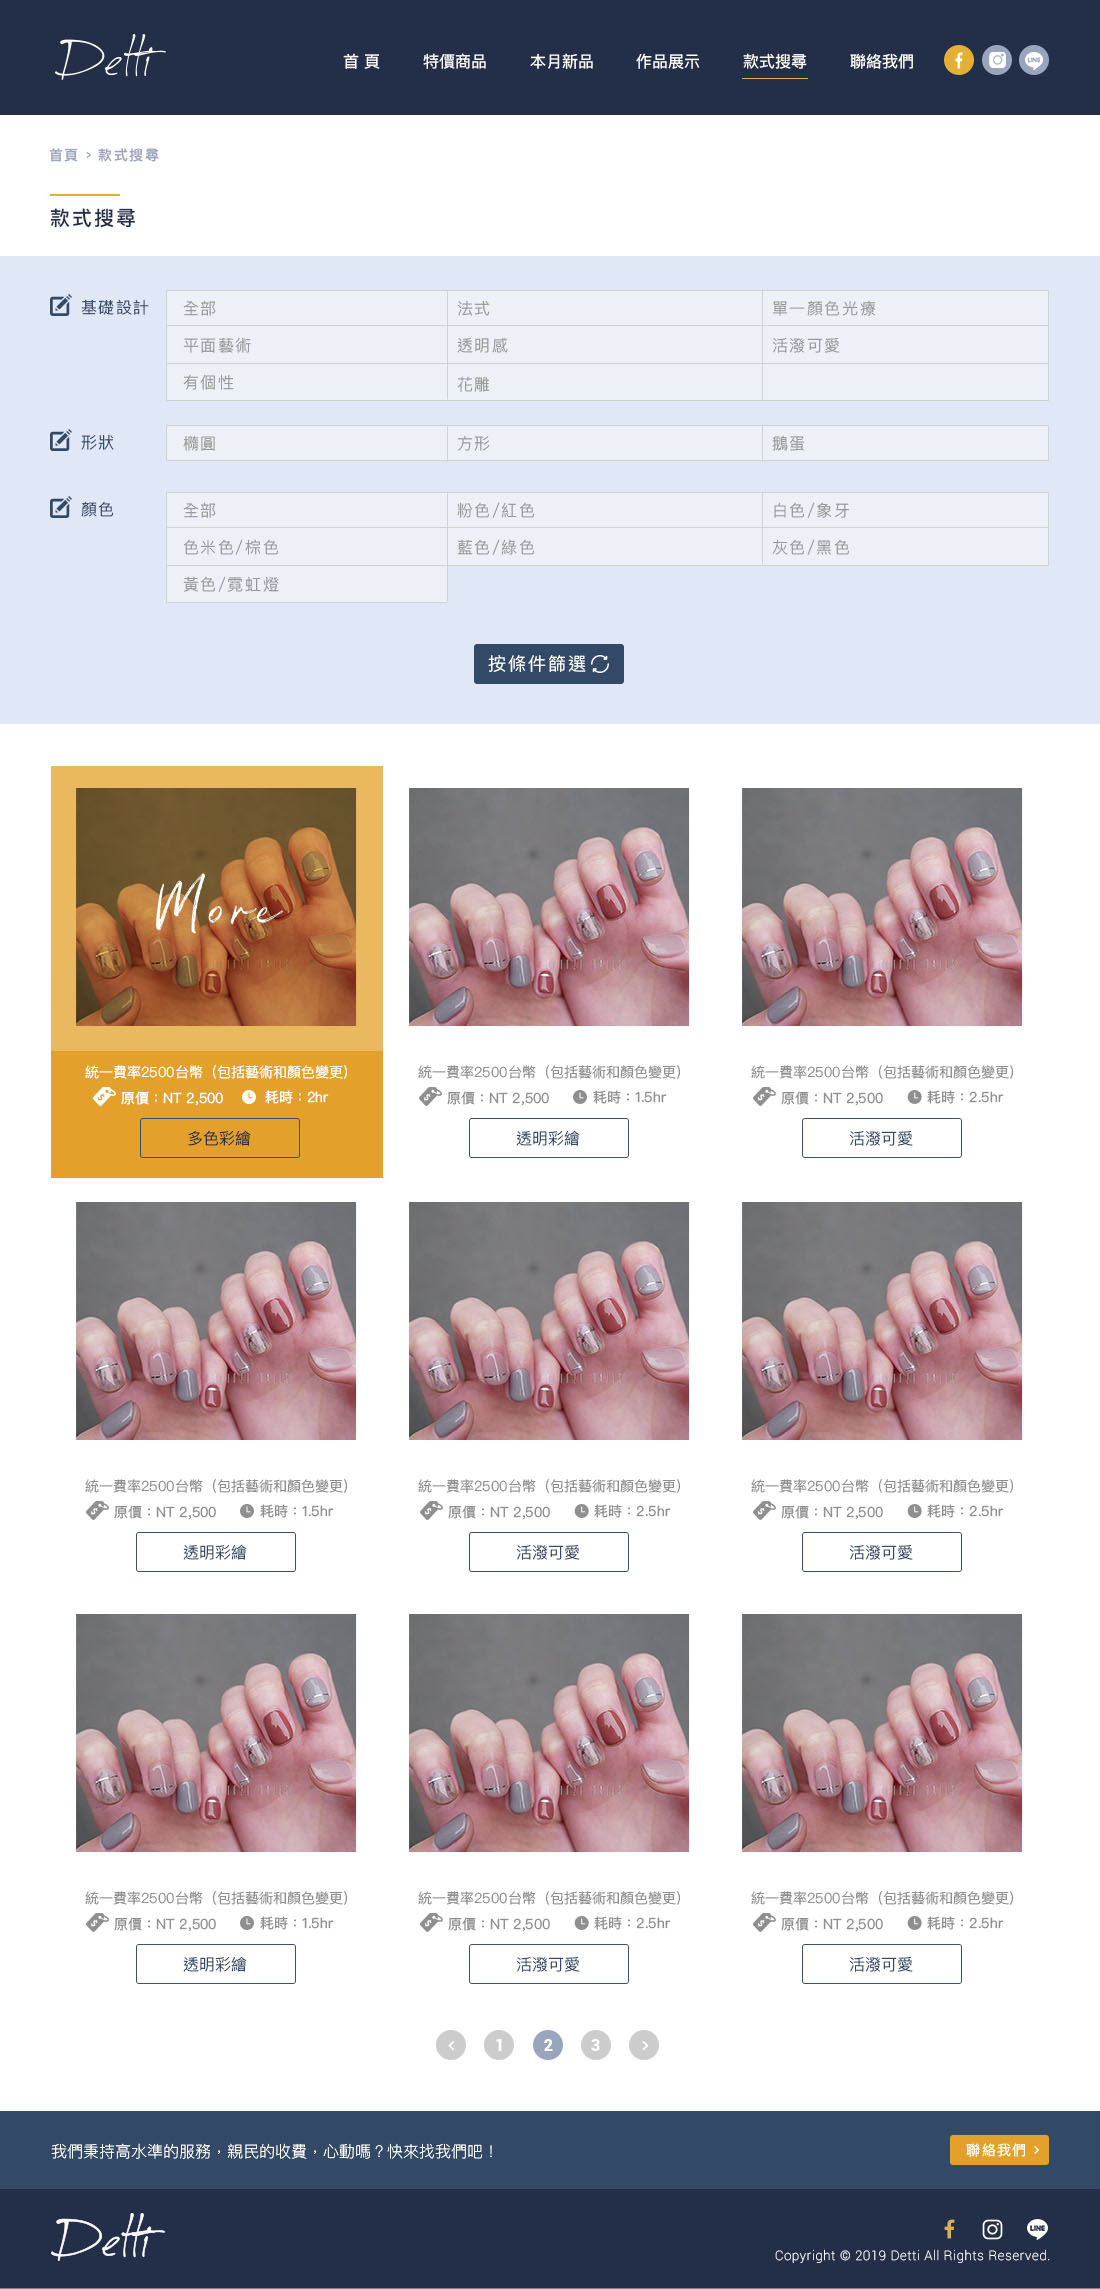 Detti
首 頁 特價商品 本月新品 作品展示 款式搜尋 聯絡我們
首頁 > 款式搜尋
款式搜尋
基礎設計 全部 法式 單一顏色光療
平面藝術 透明感 活潑可愛
有個性 花雕
形狀 橢圓 方形 鵝蛋
顏色 全部 粉色/紅色 白色/象牙
色米色/棕色 藍色/綠色 灰色/黑色
黃色/霓虹燈
按條件篩選
More
統一費率2500台幣（包括藝術和顏色變更） 統一費率2500台幣（包括藝術和顏色變更） 統一費率2500台幣（包括藝術和顏色變更）
原價：NT 2,500 耗時：2hr 原價：NT 2,500 耗時：1.5hr 原價：NT 2,500 耗時：2.5hr
多色彩繪 透明彩繪 活潑可愛
統一費率2500台幣（包括藝術和顏色變更） 統一費率2500台幣（包括藝術和顏色變更） 統一費率2500台幣（包括藝術和顏色變更）
原價：NT 2,500 耗時：1.5hr 原價：NT 2,500 耗時：2.5hr 原價：NT 2,500 耗時：2.5hr
透明彩繪 活潑可愛 活潑可愛
統一費率2500台幣（包括藝術和顏色變更） 統一費率2500台幣（包括藝術和顏色變更） 統一費率2500台幣（包括藝術和顏色變更）
原價：NT 2,500 耗時：1.5hr 原價：NT 2,500 耗時：2.5hr 原價：NT 2,500 耗時：2.5hr
透明彩繪 活潑可愛 活潑可愛
< 1 2 3 >
我們秉持高水準的服務，親民的收費，心動嗎？快來找我們吧！ 聯絡我們 >
Detti
LINE
Copyright © 2019 Detti All Rights Reserved.